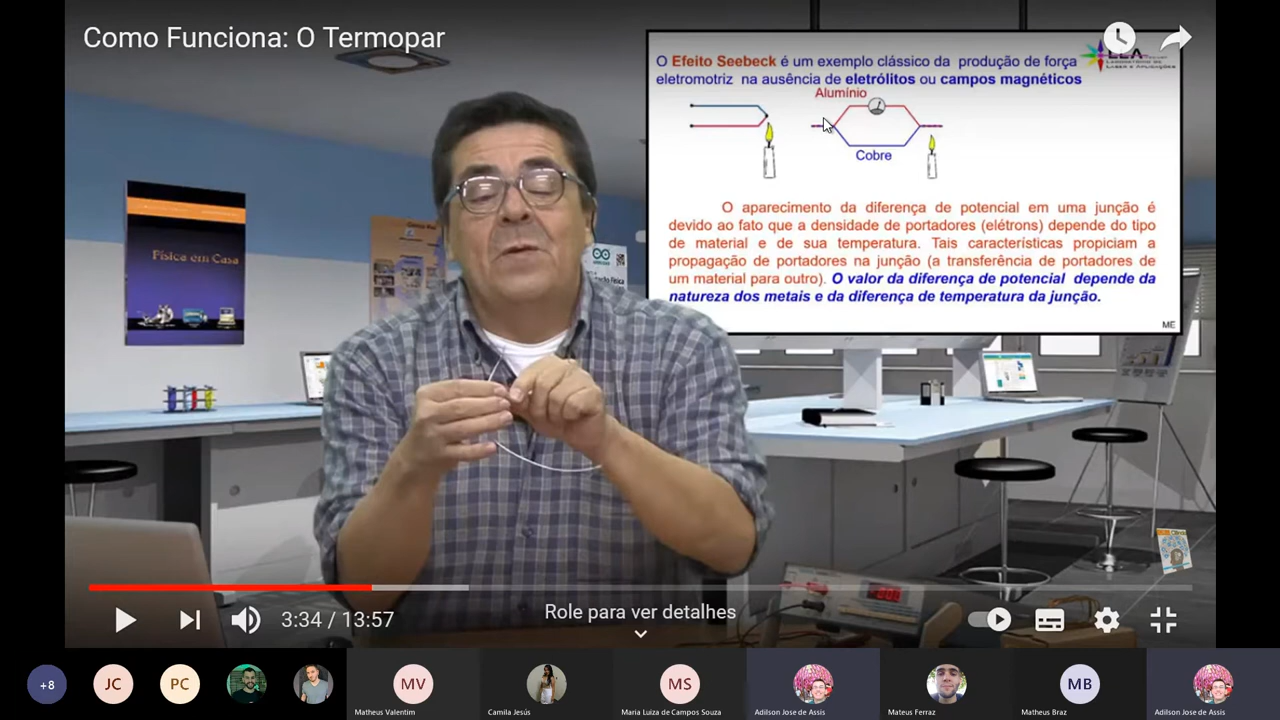 Como Funciona: O Termopar
O Efeito Seebeck é um exemplo clássico da produção de força
eletromotriz na ausência de eletrólitos ou campos magnéticos
Alumínio
Cobre
O aparecimento da diferença de potencial em uma junção é
devido ao fato que a densidade de portadores (elétrons) depende do tipo
de material e de sua temperatura. Tais características propiciam a
propagação de portadores na junção (a transferência de portadores de
um material para outro). O valor da diferença de potencial depende da
natureza dos metais e da diferença de temperatura da junção.
ME
Física em Casa
3:34 / 13:57
Role para ver detalhes
+8
JC
PC
MV
Matheus Valentim
Camila Jesús
MS
Maria Luiza de Campos Souza
Adilson Jose de Assis
Mateus Ferraz
MB
Matheus Braz
Adilson Jose de Assis